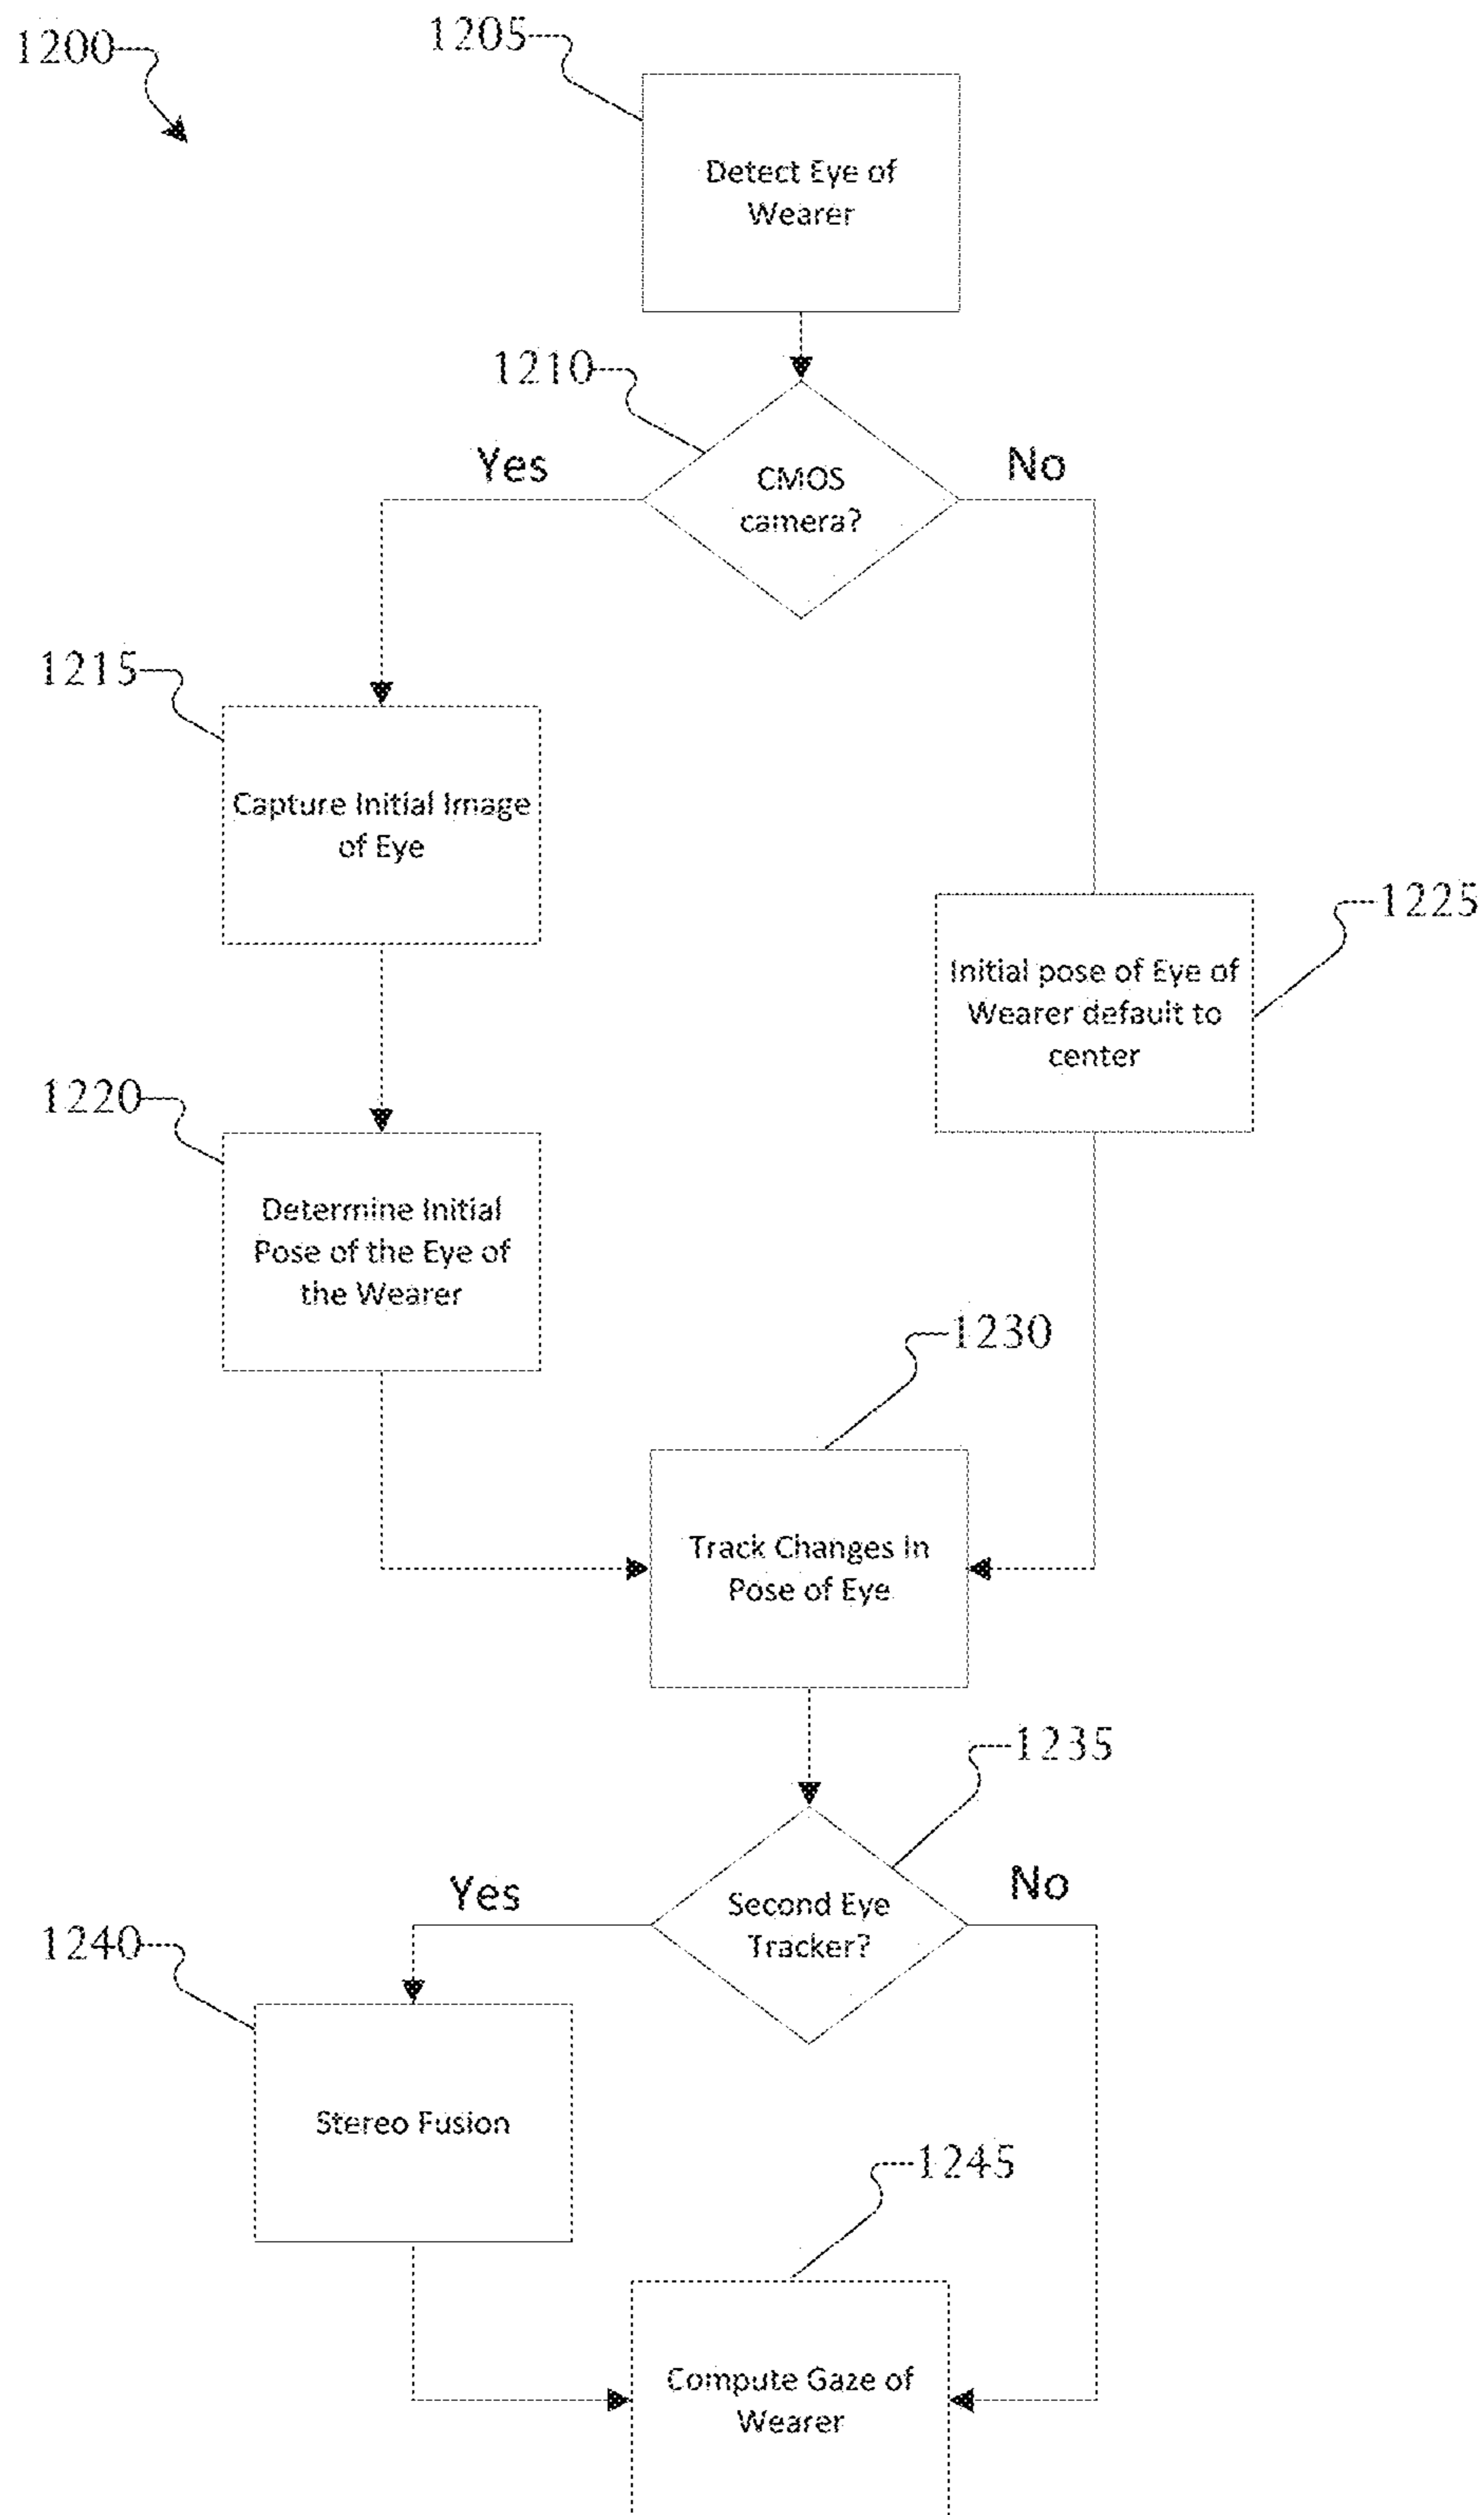 1200
1205
Detect Eye of
Wearer
1210
Yes
No
CMOS
camera?
1215
Capture Initial Image
of Eye
1225
Initial pose of Eye of
Wearer default to
center
1220
Determine Initial
Pose of the Eye of
the Wearer
1230
Track Changes In
Pose of Eye
1235
Yes
No
Second Eye
Tracker?
1240
Stereo Fusion
1245
Compute Gaze of
Wearer